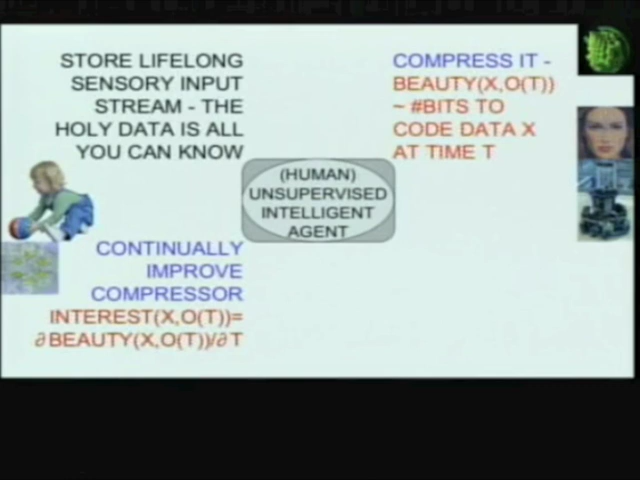 STORE LIFELONG
SENSORY INPUT
STREAM - THE
HOLY DATA IS ALL
YOU CAN KNOW
COMPRESS IT -
BEAUTY(X,O(T))
~ #BITS TO
CODE DATA X
AT TIME T
(HUMAN)
UNSUPERVISED
INTELLIGENT
AGENT
CONTINUALLY
IMPROVE
COMPRESSOR
INTEREST(X,O(T))=
∂BEAUTY(X,O(T))/∂T